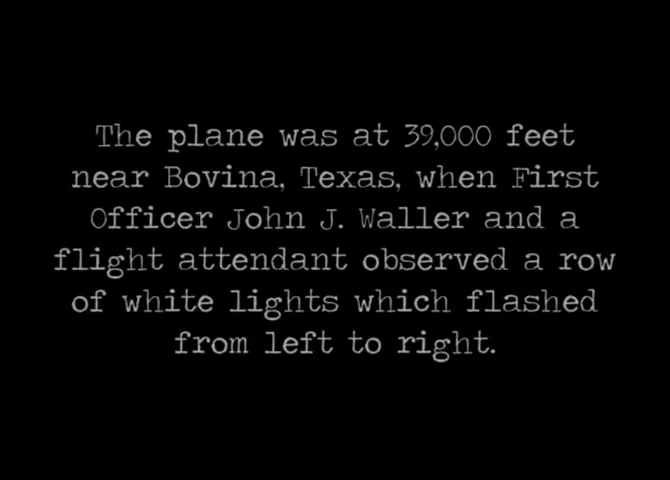 The plane was at 39,000 feet
near Bovina, Texas, when First
Officer John J. Waller and a
flight attendant observed a row
of white lights which flashed
from left to right.